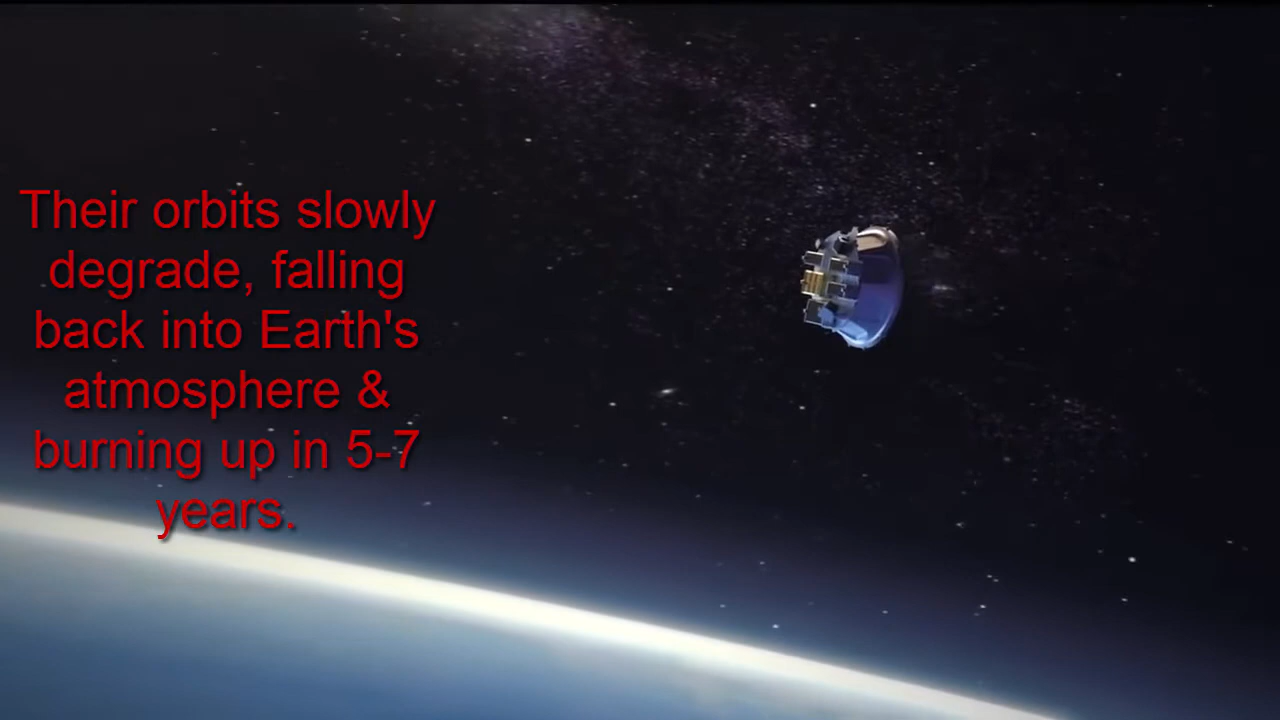 Their orbits slowly
degrade, falling
back into Earth's
atmosphere &
burning up in 5-7
years.